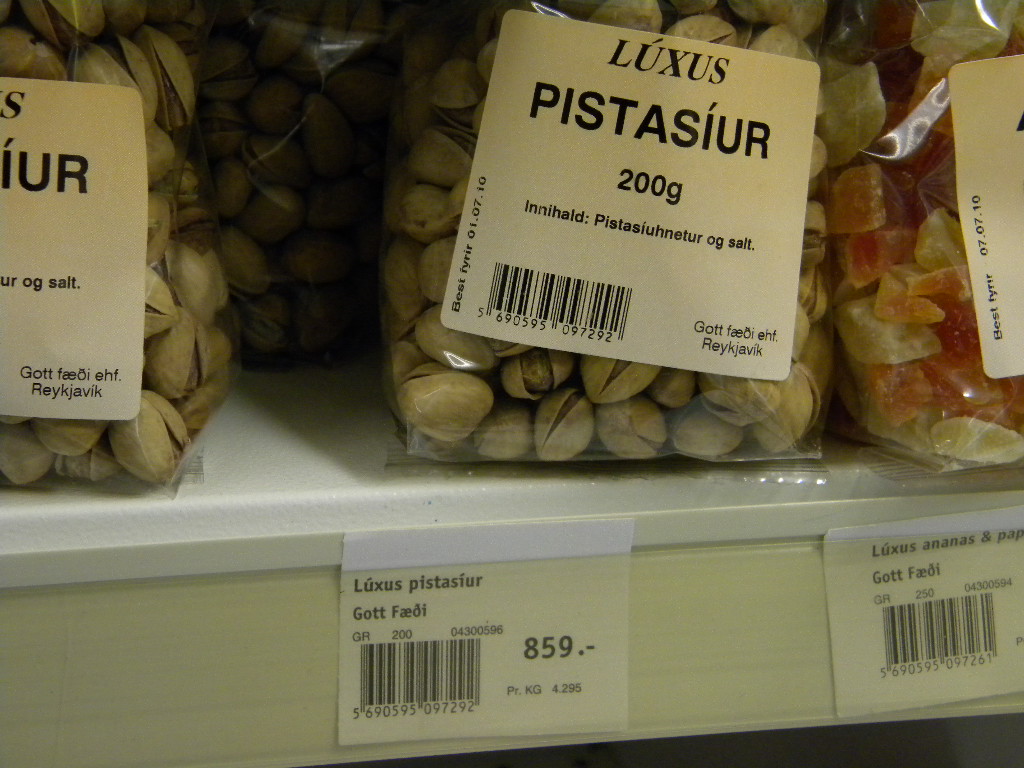 S
ÍUR
ur og salt.
Gott fæði ehf.
Reykjavík
LÚXUS
PISTASÍUR
200g
Innihald: Pistasíuhnetur og salt.
Best fyrir 01.07.10
5 690595 097292
Gott fæði ehf.
Reykjavík
Best fyrir 07.07.10
Lúxus pistasíur
Gott Fæði
GR 200 04300596
859.-
Pr. KG 4.295
5 690595 097292
Lúxus ananas & pap
Gott Fæði
GR 250 04300594
5 690595 097261